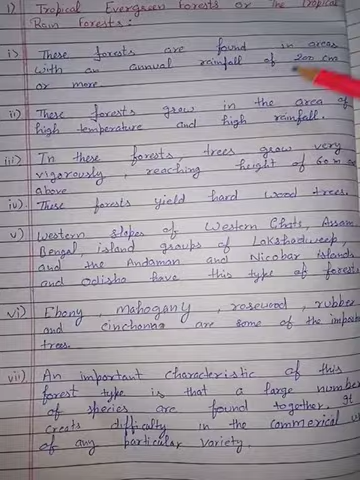 1) Tropical Evergreen Forests or The Tropical
Rain Forests:
i) These forests are found in areas
with an annual rainfall of 200 cm
or more.
ii) These forests grow in the area of
high temperature and high rainfall.
iii) In these forests, trees grow very
vigorously, reaching height of 60m or
above
iv) These forests yield hard wood trees.
v) Western slopes of Western Ghats, Assam
Bengal, island groups of Lakshadweep,
and the Andaman and Nicobar islands
and Odisha have this type of forests
vi) Ebony, mahogany, rosewood, rubber
and cinchonna are some of the importa
trees.
vii) An important characteristic of this
forest type is that a large number
of species are found together. It
creats difficulty in the commerical u
of any particular variety.